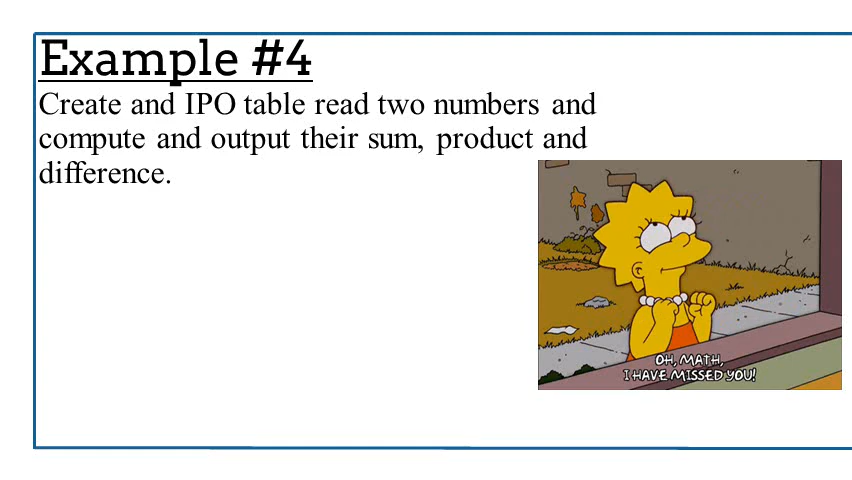 Example #4
Create and IPO table read two numbers and
compute and output their sum, product and
difference.
OH, MATH,
I HAVE MISSED YOU!